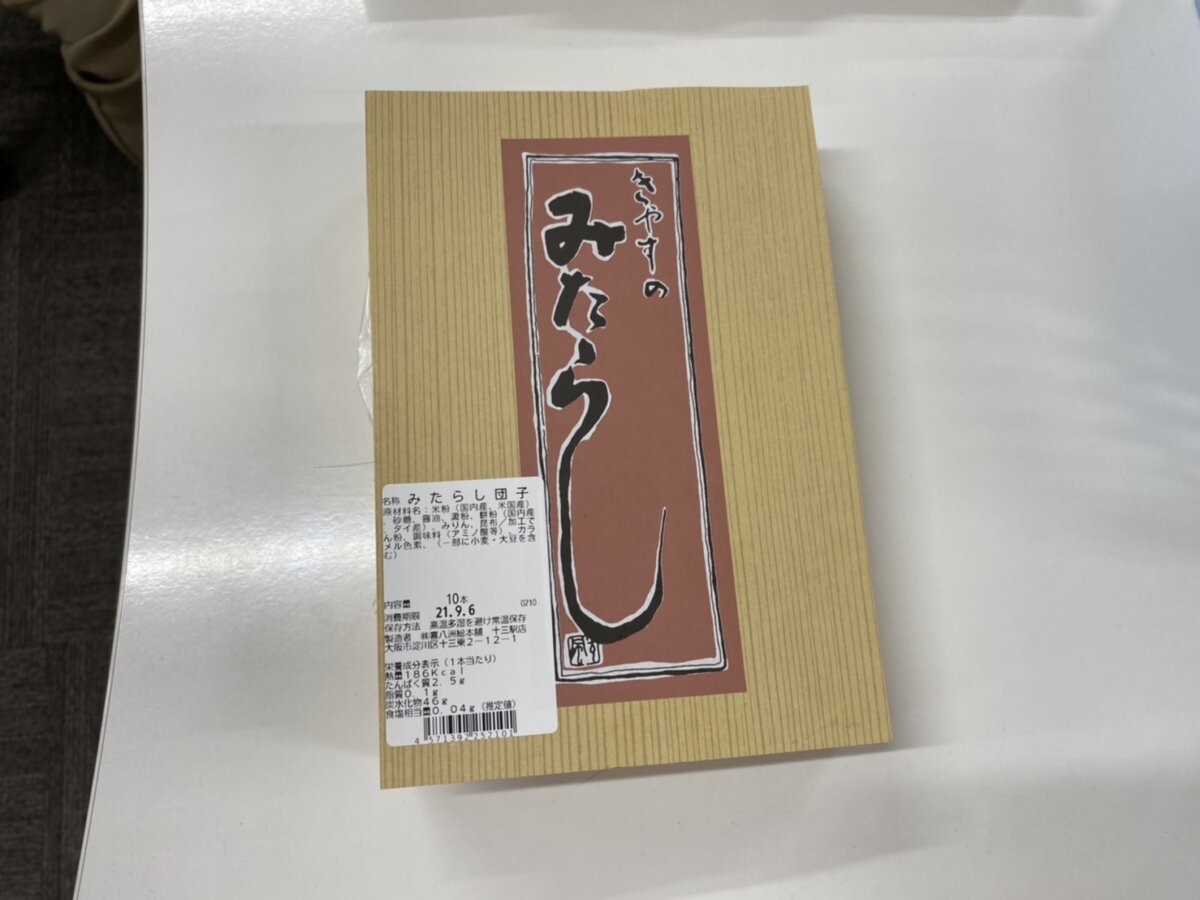 きやすの
みたらし
名称 みたらし団子
原材料名：米粉（国内産、米国産）
、砂糖、醤油、澱粉、餅粉（国内産
、タイ産）、みりん、昆布／加工で
ん粉、調味料（アミノ酸等）、カラ
メル色素、（一部に小麦・大豆を含
む）
内容量 10本 0210
消費期限 21.9.6
保存方法 高温多湿を避け常温保存
製造者 ㈱喜八洲総本舗 十三駅店
大阪市淀川区十三東2－12－1
栄養成分表示（1本当たり）
熱量186Kcal
たんぱく質2.5g
脂質0.1g
炭水化物46g
食塩相当量0.04g（推定値）
4 571392 252101